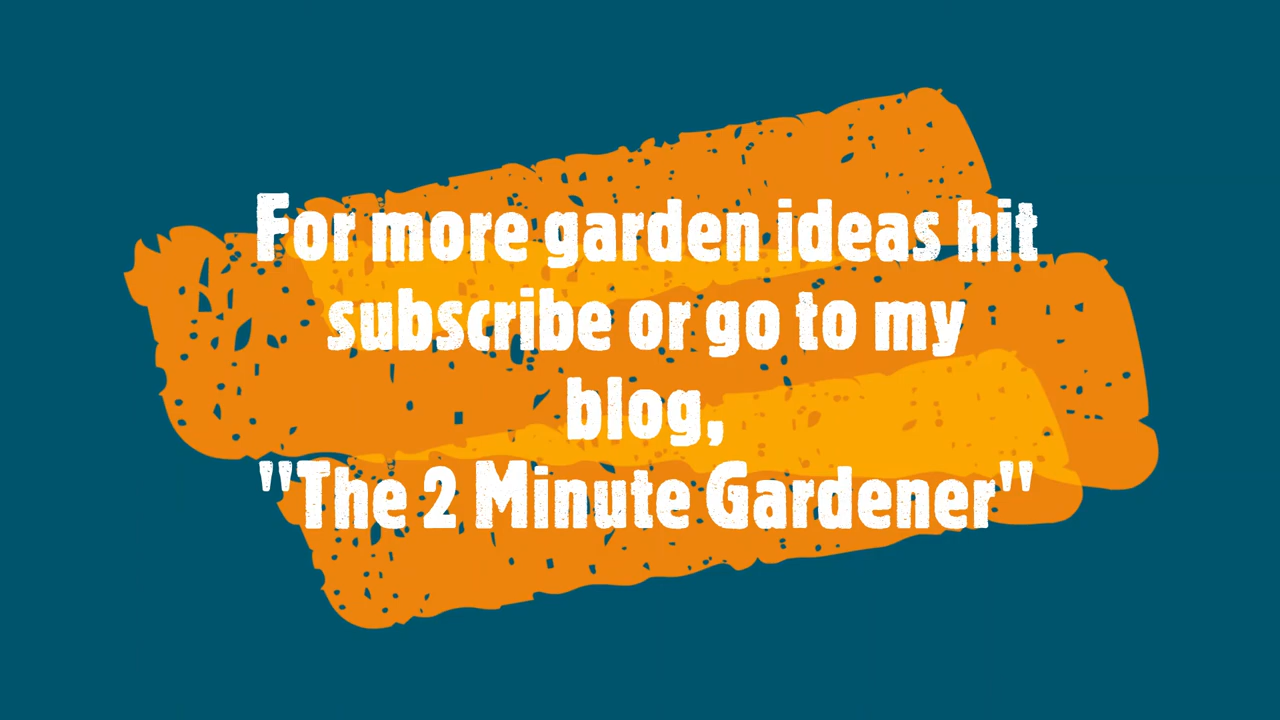 For more garden ideas hit
subscribe or go to my
blog,
"The 2 Minute Gardener"